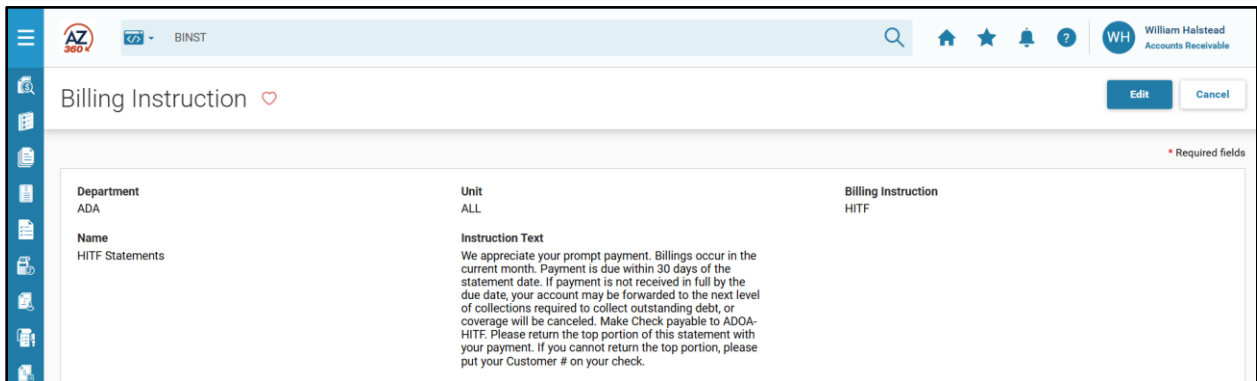 AZ
360
BINST
?
WH
William Halstead
Accounts Receivable
Billing Instruction
Edit
Cancel
* Required fields
Department
ADA
Unit
ALL
Billing Instruction
HITF
Name
HITF Statements
Instruction Text
We appreciate your prompt payment. Billings occur in the
current month. Payment is due within 30 days of the
statement date. If payment is not received in full by the
due date, your account may be forwarded to the next level
of collections required to collect outstanding debt, or
coverage will be canceled. Make Check payable to ADOA-
HITF. Please return the top portion of this statement with
your payment. If you cannot return the top portion, please
put your Customer # on your check.